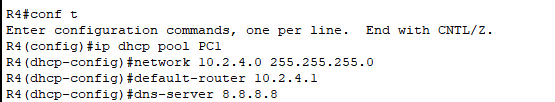 R4#conf t
Enter configuration commands, one per line.  End with CNTL/Z.
R4(config)#ip dhcp pool PC1
R4(dhcp-config)#network 10.2.4.0 255.255.255.0
R4(dhcp-config)#default-router 10.2.4.1
R4(dhcp-config)#dns-server 8.8.8.8